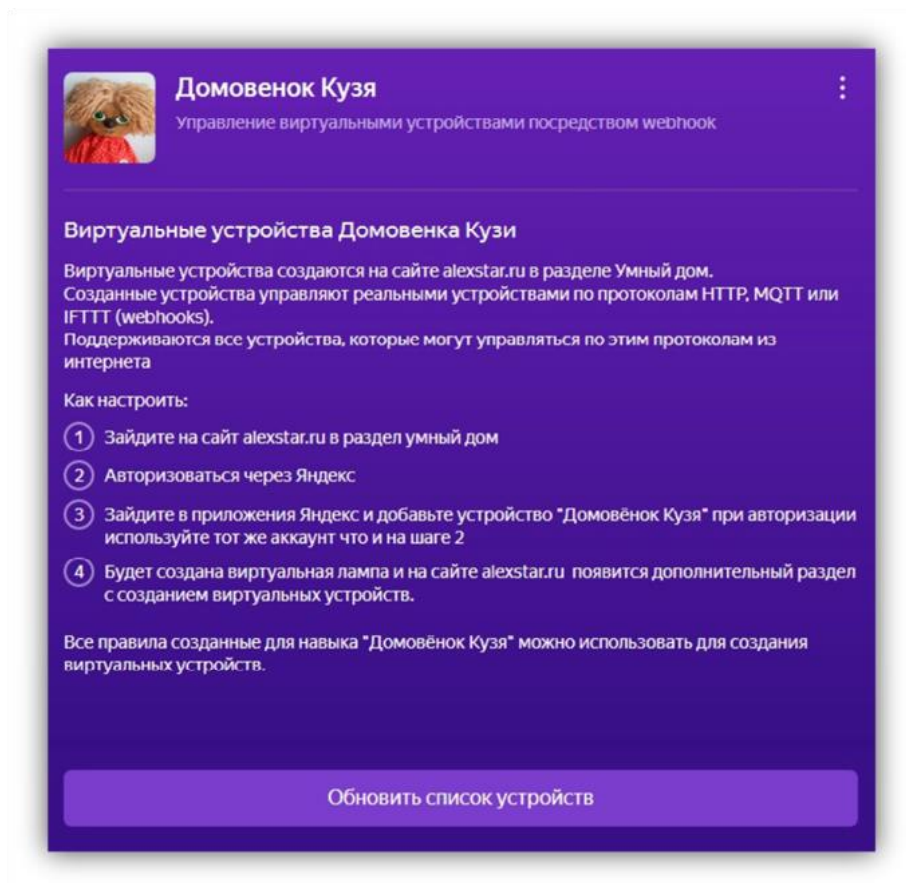 Домовенок Кузя
Управление виртуальными устройствами посредством webhook
Виртуальные устройства Домовенка Кузи
Виртуальные устройства создаются на сайте alexstar.ru в разделе Умный дом.
Созданные устройства управляют реальными устройствами по протоколам HTTP, MQTT или
IFTTT (webhooks).
Поддерживаются все устройства, которые могут управляться по этим протоколам из
интернета
Как настроить:
1 Зайдите на сайт alexstar.ru в раздел умный дом
2 Авторизоваться через Яндекс
3 Зайдите в приложения Яндекс и добавьте устройство "Домовёнок Кузя" при авторизации
используйте тот же аккаунт что и на шаге 2
4 Будет создана виртуальная лампа и на сайте alexstar.ru появится дополнительный раздел
с созданием виртуальных устройств.
Все правила созданные для навыка "Домовёнок Кузя" можно использовать для создания
виртуальных устройств.
Обновить список устройств